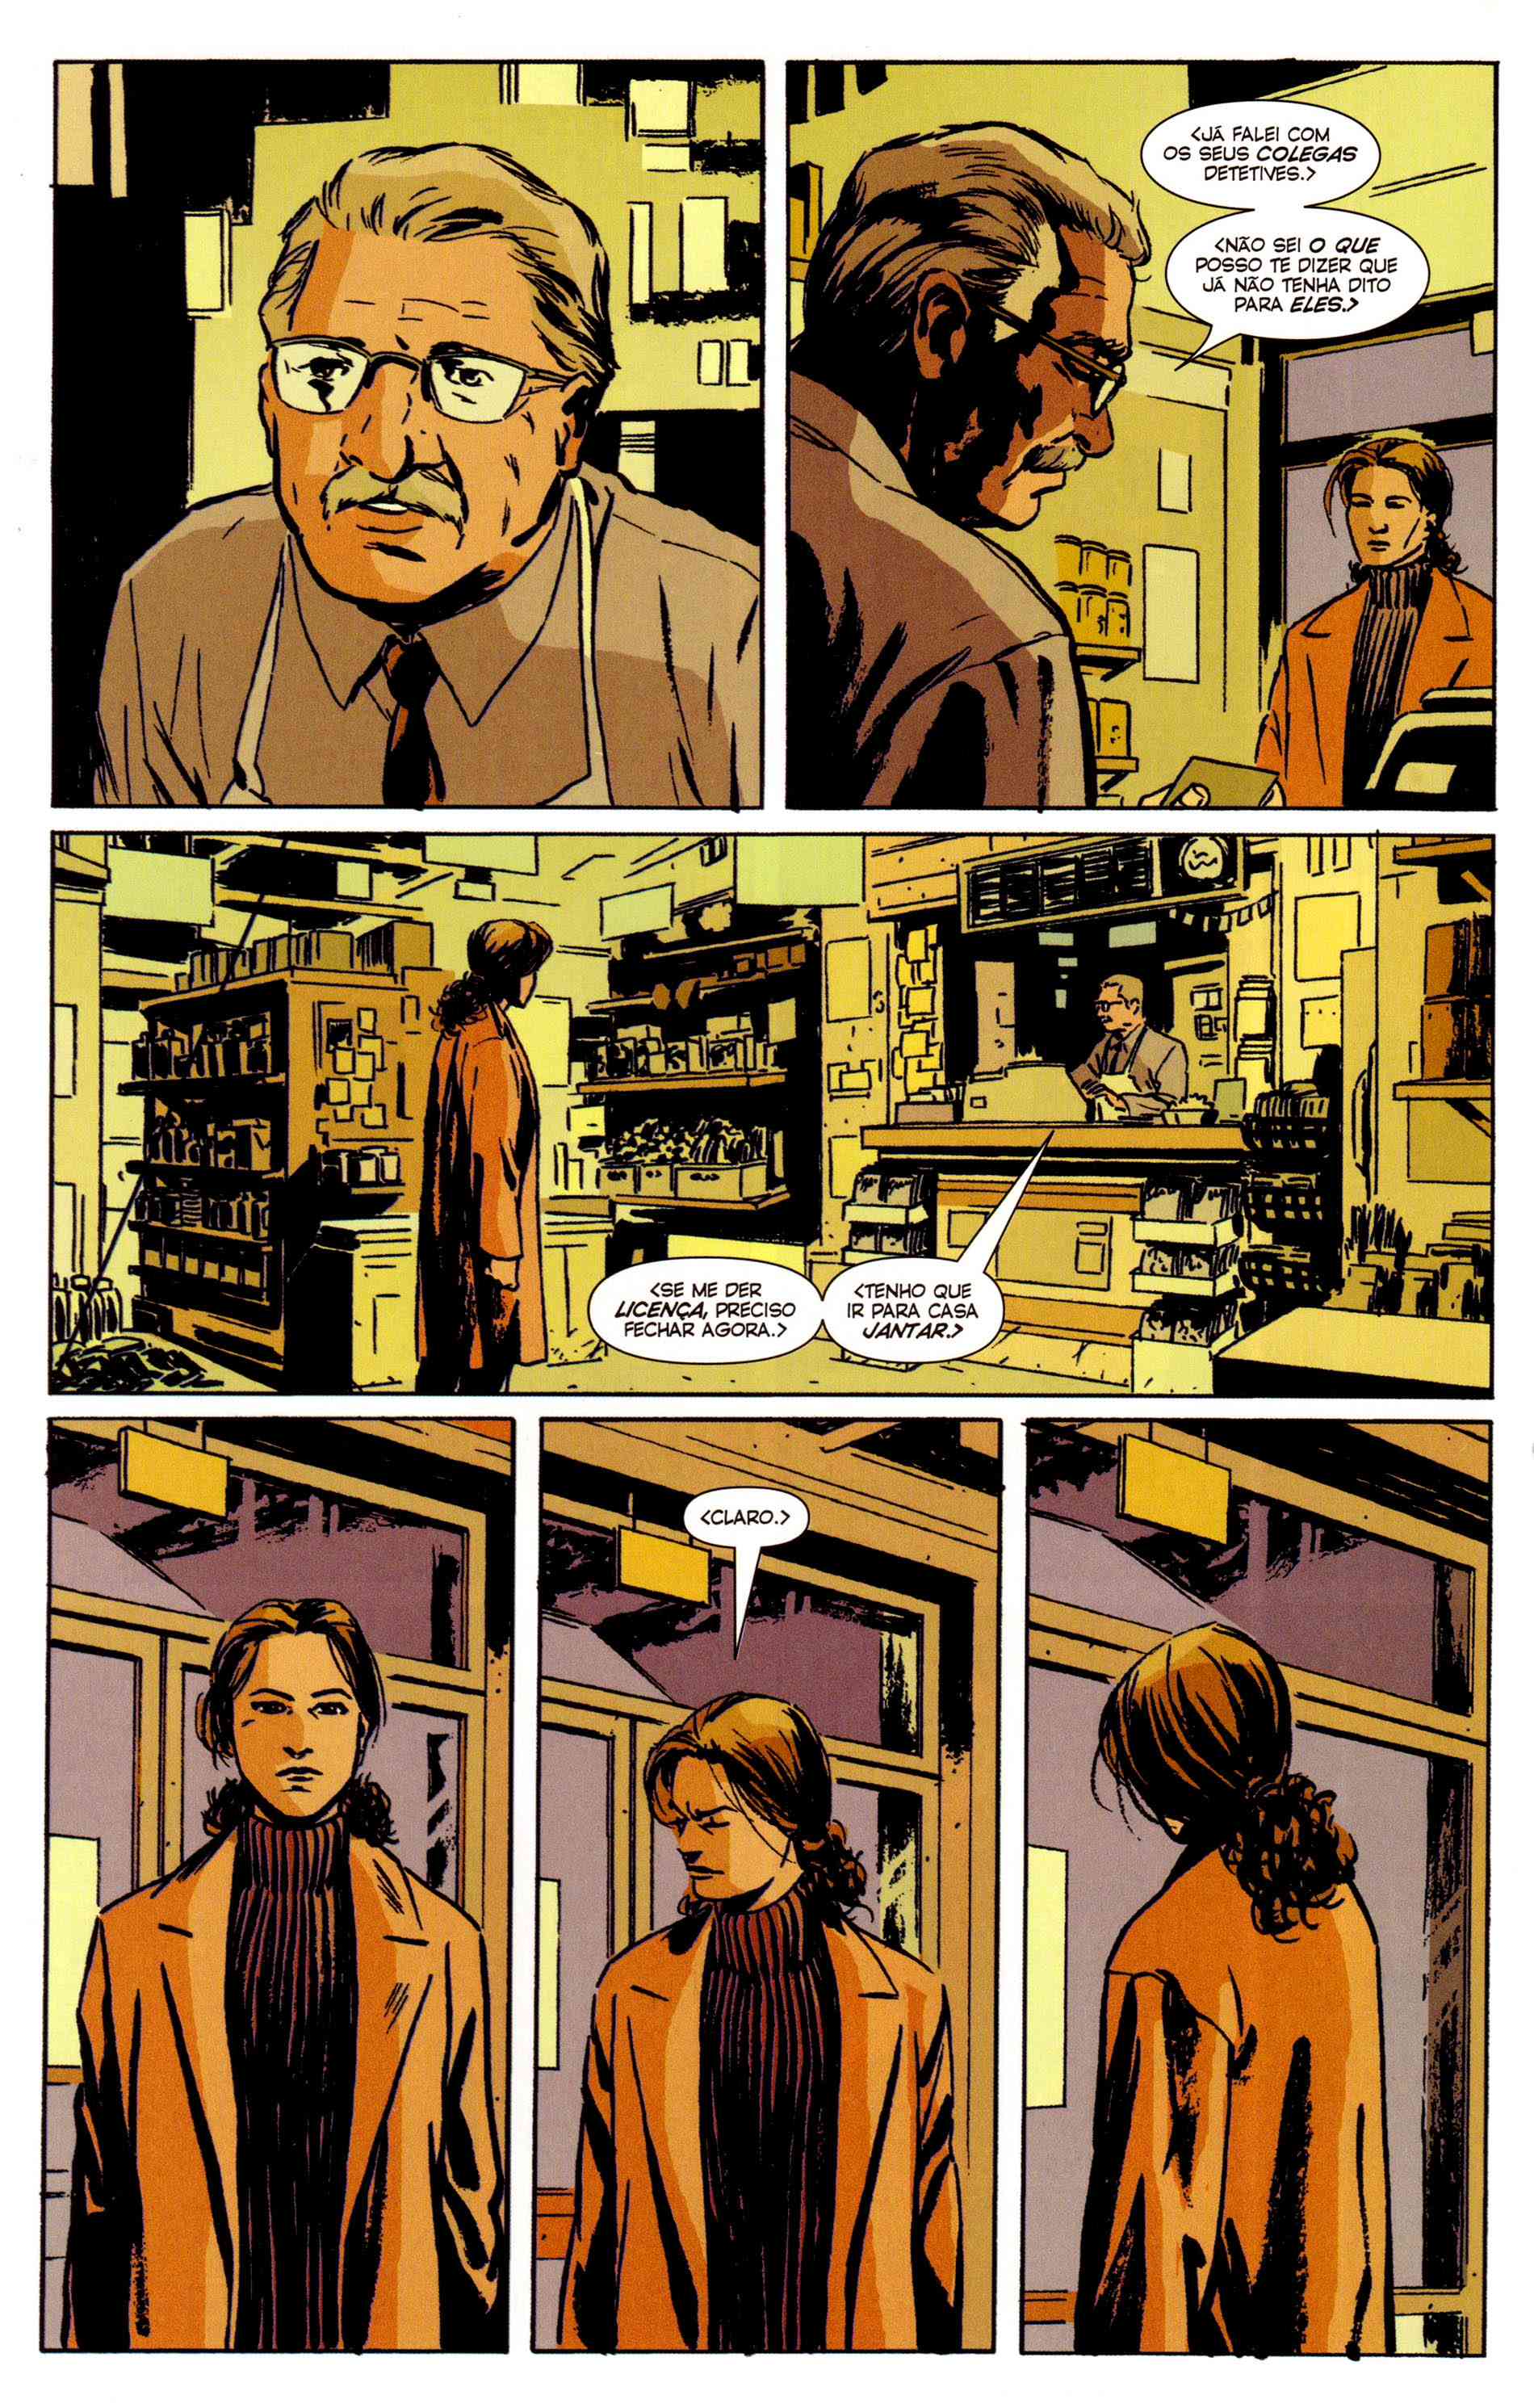 <JÁ FALEI COM
OS SEUS COLEGAS
DETETIVES.>
<NÃO SEI O QUE
POSSO TE DIZER QUE
JÁ NÃO TENHA DITO
PARA ELES.>
<SE ME DER
LICENÇA, PRECISO
FECHAR AGORA.>
<TENHO QUE
IR PARA CASA
JANTAR.>
<CLARO.>